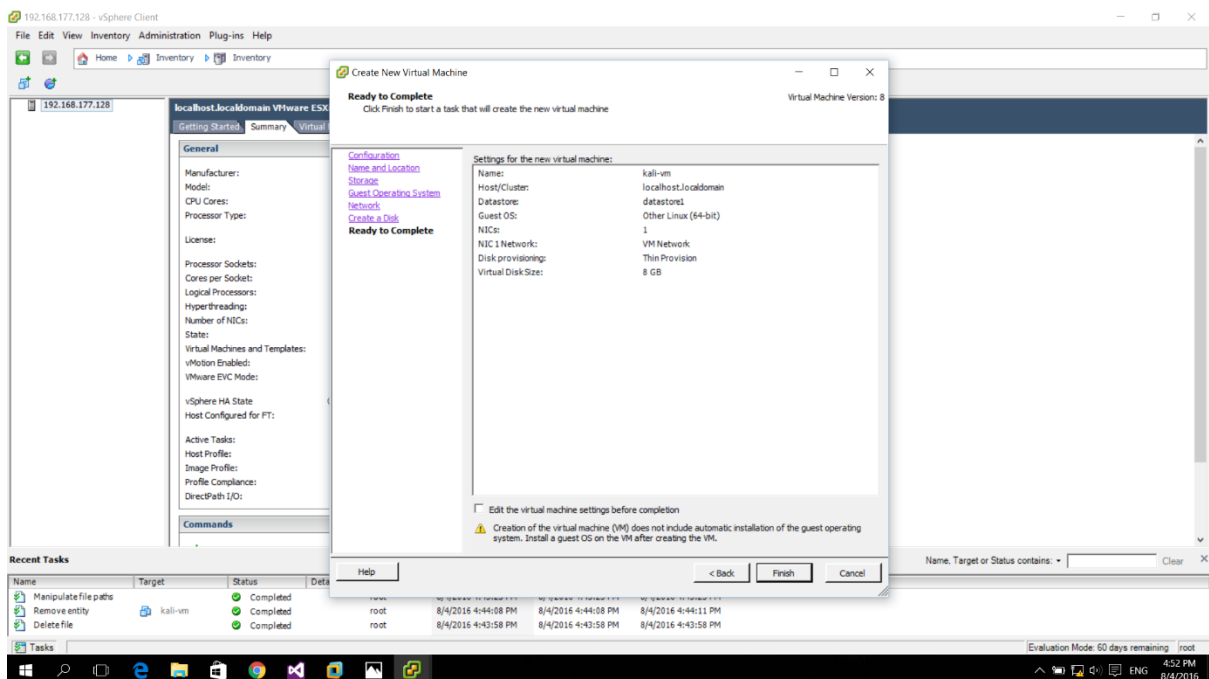 192.168.177.128 - vSphere Client
File Edit View Inventory Administration Plug-ins Help
Home Inventory Inventory
192.168.177.128
localhost.localdomain VMware ESX
Getting Started Summary Virtual
General
Manufacturer:
Model:
CPU Cores:
Processor Type:
License:
Processor Sockets:
Cores per Socket:
Logical Processors:
Hyperthreading:
Number of NICs:
State:
Virtual Machines and Templates:
vMotion Enabled:
VMware EVC Mode:
vSphere HA State
Host Configured for FT:
Active Tasks:
Host Profile:
Image Profile:
Profile Compliance:
DirectPath I/O:
Commands
Create New Virtual Machine
Ready to Complete
Click Finish to start a task that will create the new virtual machine
Virtual Machine Version: 8
Configuration
Name and Location
Storage
Guest Operating System
Network
Create a Disk
Ready to Complete
Settings for the new virtual machine:
Name: kali-vm
Host/Cluster: localhost.localdomain
Datastore: datastore1
Guest OS: Other Linux (64-bit)
NICs: 1
NIC 1 Network: VM Network
Disk provisioning: Thin Provision
Virtual Disk Size: 8 GB
Edit the virtual machine settings before completion
Creation of the virtual machine (VM) does not include automatic installation of the guest operating
system. Install a guest OS on the VM after creating the VM.
Help < Back Finish Cancel
Recent Tasks
Name, Target or Status contains: Clear
Name Target Status Deta
Manipulate file paths Completed
Remove entity kali-vm Completed root 8/4/2016 4:44:08 PM 8/4/2016 4:44:08 PM 8/4/2016 4:44:11 PM
Delete file Completed root 8/4/2016 4:43:58 PM 8/4/2016 4:43:58 PM 8/4/2016 4:43:58 PM
Tasks
Evaluation Mode: 60 days remaining root
ENG
4:52 PM
8/4/2016